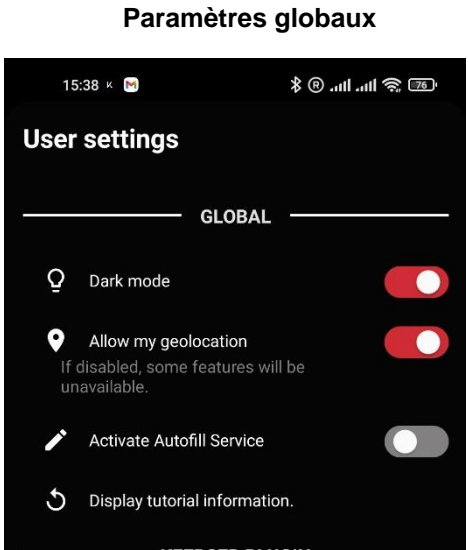 Paramètres globaux
15:38 K
76
User settings
GLOBAL
Dark mode
Allow my geolocation
If disabled, some features will be
unavailable.
Activate Autofill Service
Display tutorial information.